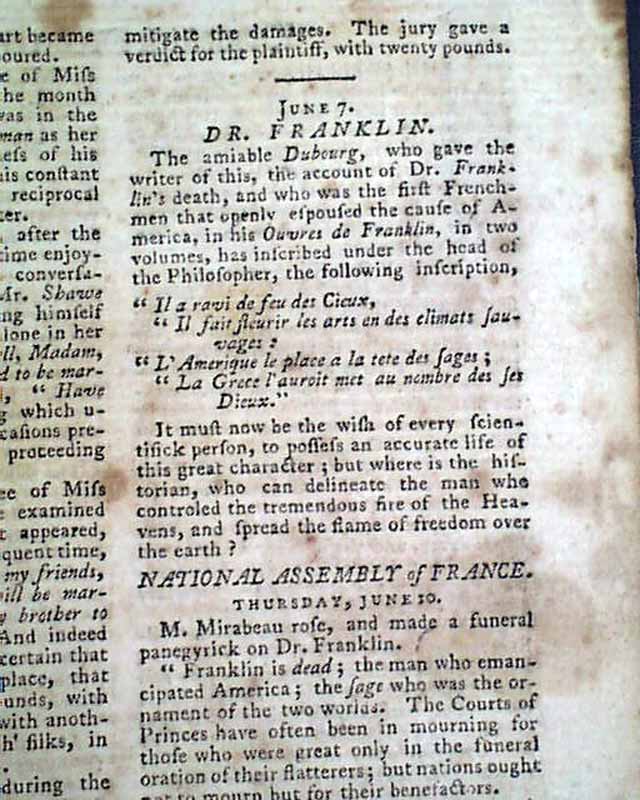 art became
oured.
e of Miſs
he month
was in the
man as her
eſs of his
is conſtant
reciprocal
ter.
after the
time enjoy-
converſa-
Mr. Shawe
ng himſelf
lone in her
ell, Madam,
d to be mar-
“ Have
g which u-
caſions pre-
proceeding
ee of Miſs
e examined
t appeared,
quent time,
my friends,
ill be mar-
y brother to
And indeed
certain that
place, that
unds, with
with anoth-
h' ſilks, in
during the
mitigate the damages. The jury gave a
verdict for the plaintiff, with twenty pounds.
JUNE 7.
DR. FRANKLIN.
The amiable Dubourg, who gave the
writer of this, the account of Dr. Frank-
lin's death, and who was the firſt French-
men that openly eſpouſed the cauſe of A-
merica, in his Ouvres de Franklin, in two
volumes, has inſcribed under the head of
the Philoſopher, the following inſcription,
“ Il a ravi de feu des Cieux,
“ Il fait fleurir les arts en des climats ſau-
vages :
“ L'Amerique le place a la tete des ſages ;
“ La Grece l'auroit met au nombre des ſes
Dieux.”
It muſt now be the wiſh of every ſcien-
tifick perſon, to poſſeſs an accurate life of
this great character ; but where is the hiſ-
torian, who can delineate the man who
controled the tremendous fire of the Hea-
vens, and ſpread the flame of freedom over
the earth ?
NATIONAL ASSEMBLY of FRANCE.
THURSDAY, JUNE 10.
M. Mirabeau roſe, and made a funeral
panegyrick on Dr. Franklin.
“ Franklin is dead ; the man who eman-
cipated America ; the ſage who was the or-
nament of the two worlds. The Courts of
Princes have often been in mourning for
thoſe who were great only in the funeral
oration of their flatterers ; but nations ought
not to mourn but for their benefactors.